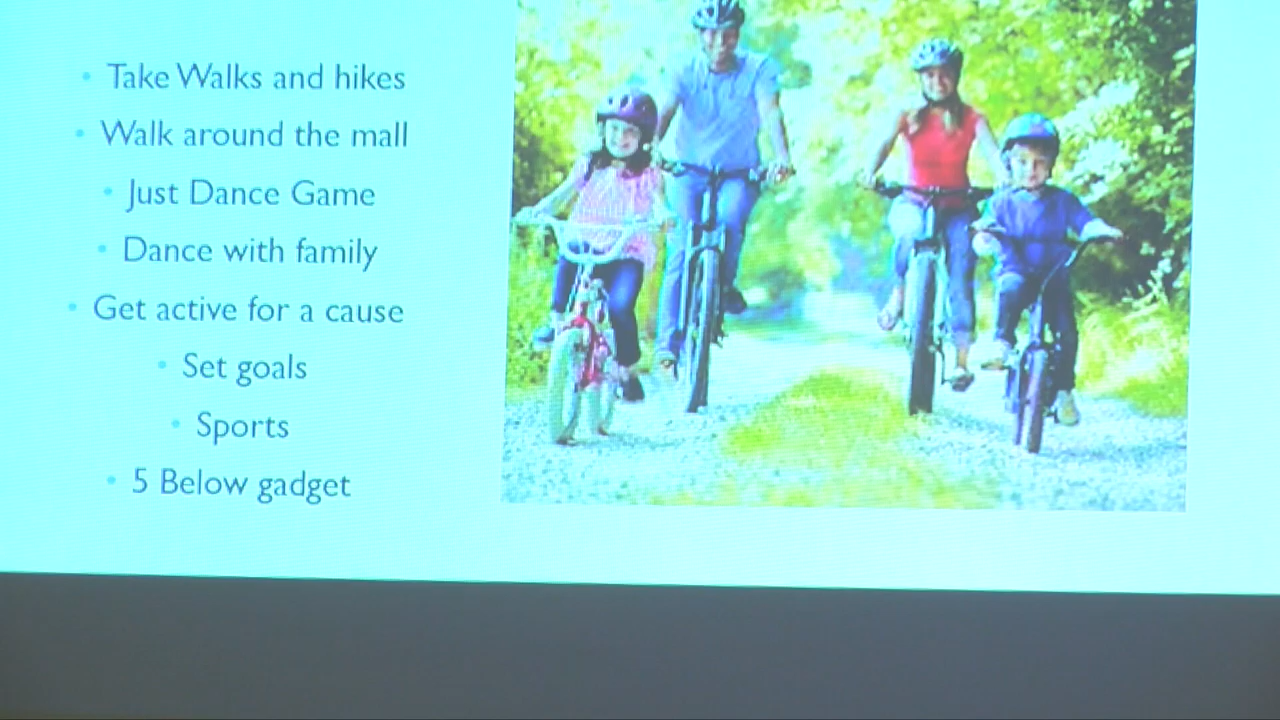 • Take Walks and hikes
• Walk around the mall
• Just Dance Game
• Dance with family
• Get active for a cause
• Set goals
• Sports
• 5 Below gadget